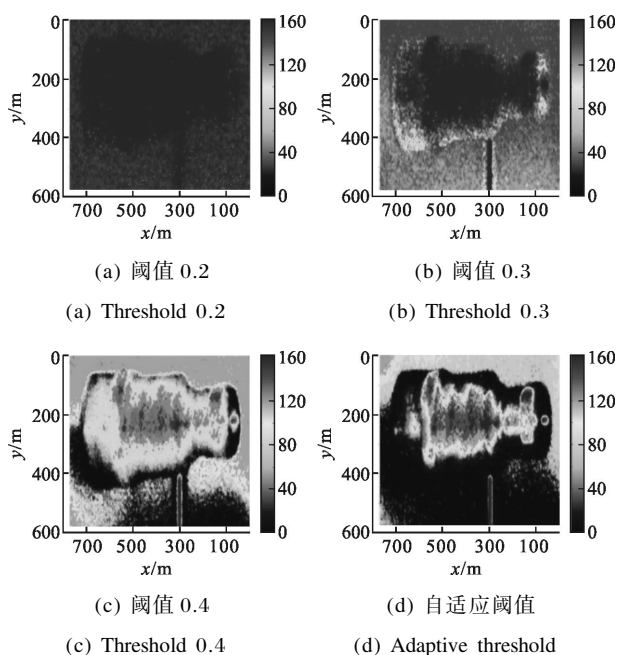 0
200
400
600
y/m
700 500 300 100
x/m
160
120
80
40
0
0
200
400
600
y/m
700 500 300 100
x/m
160
120
80
40
0
(a) 阈值 0.2
(b) 阈值 0.3
(a) Threshold 0.2
(b) Threshold 0.3
0
200
400
600
y/m
700 500 300 100
x/m
160
120
80
40
0
0
200
400
600
y/m
700 500 300 100
x/m
160
120
80
40
0
(c) 阈值 0.4
(d) 自适应阈值
(c) Threshold 0.4
(d) Adaptive threshold